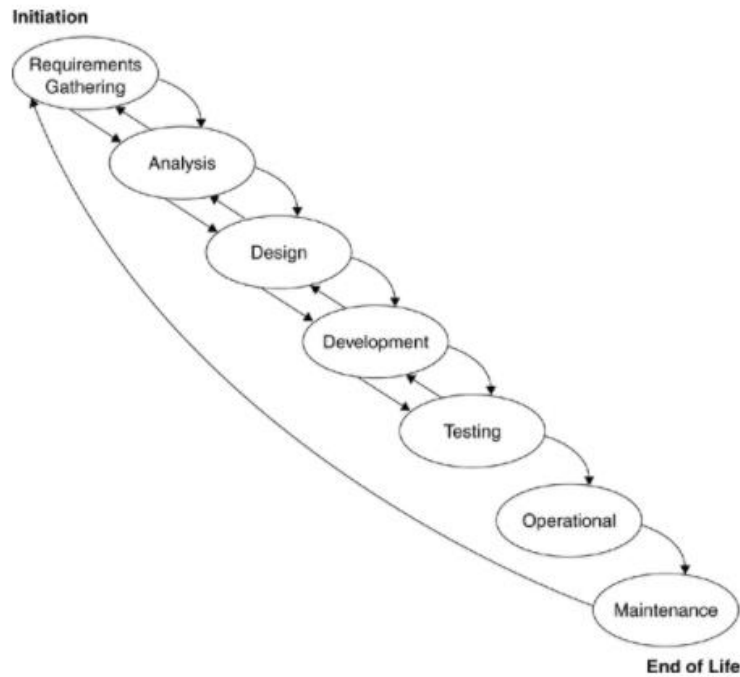 Initiation
Requirements
Gathering
Analysis
Design
Development
Testing
Operational
Maintenance
End of Life